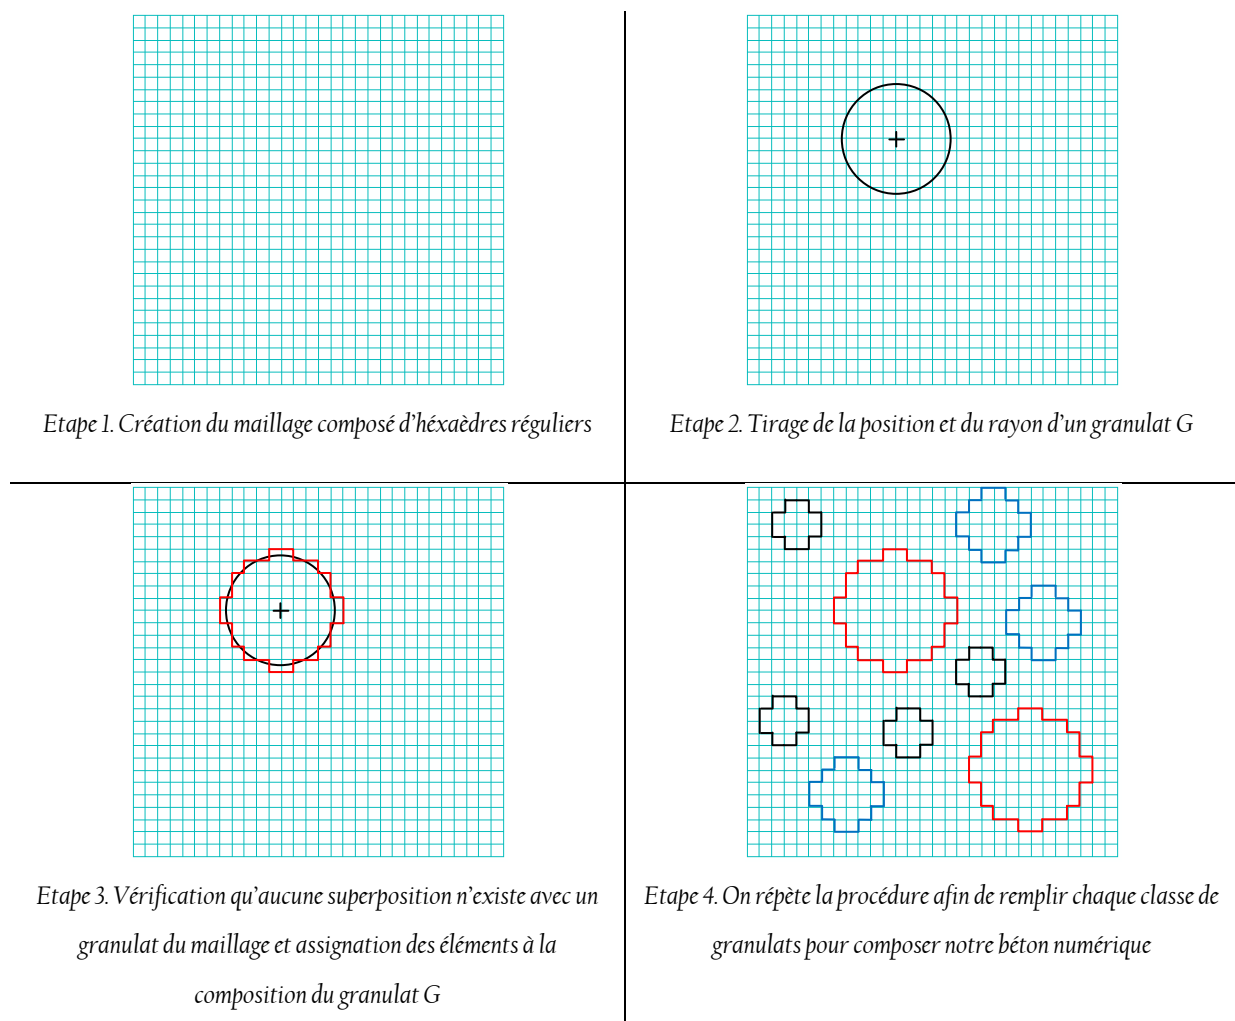 Etape 1. Création du maillage composé d'héxaèdres réguliers
Etape 2. Tirage de la position et du rayon d'un granulat G
Etape 3. Vérification qu'aucune superposition n'existe avec un
granulat du maillage et assignation des éléments à la
composition du granulat G
Etape 4. On répète la procédure afin de remplir chaque classe de
granulats pour composer notre béton numérique